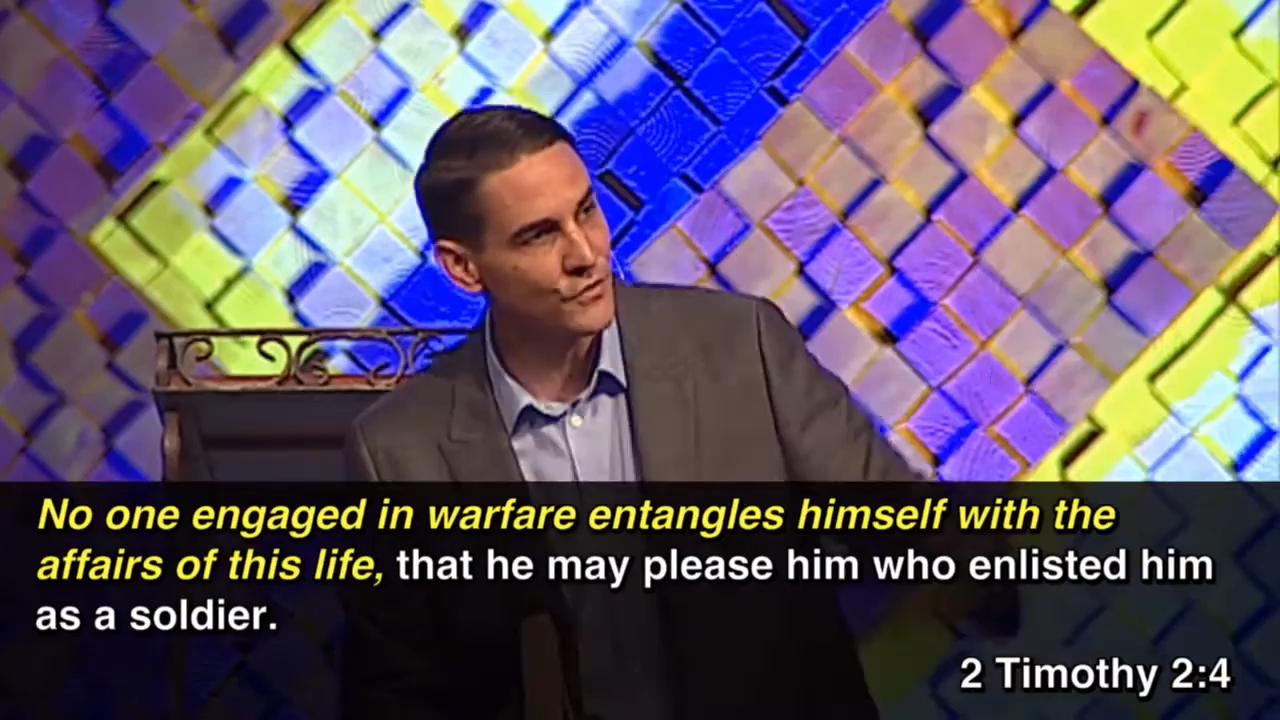 No one engaged in warfare entangles himself with the
affairs of this life, that he may please him who enlisted him
as a soldier.
2 Timothy 2:4